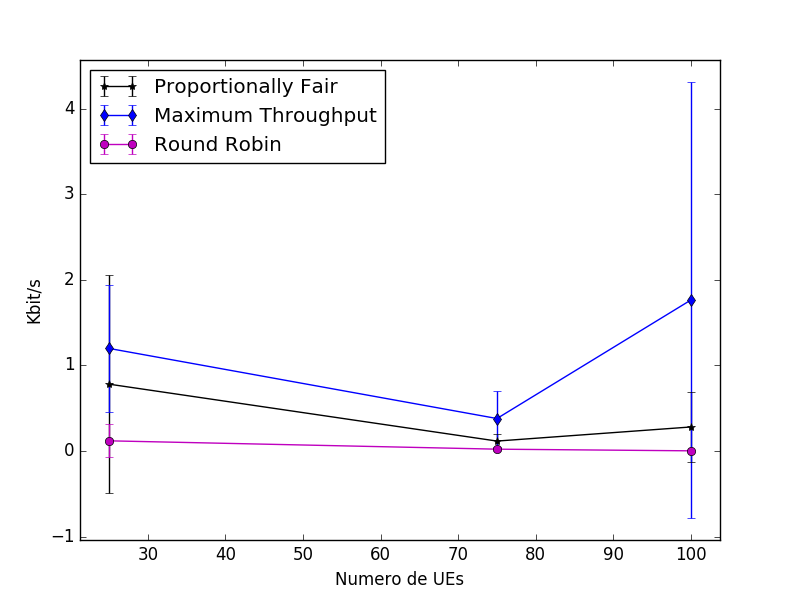 Proportionally Fair
Maximum Throughput
Round Robin
4
3
2
1
0
−1
Kbit/s
30 40 50 60 70 80 90 100
Numero de UEs